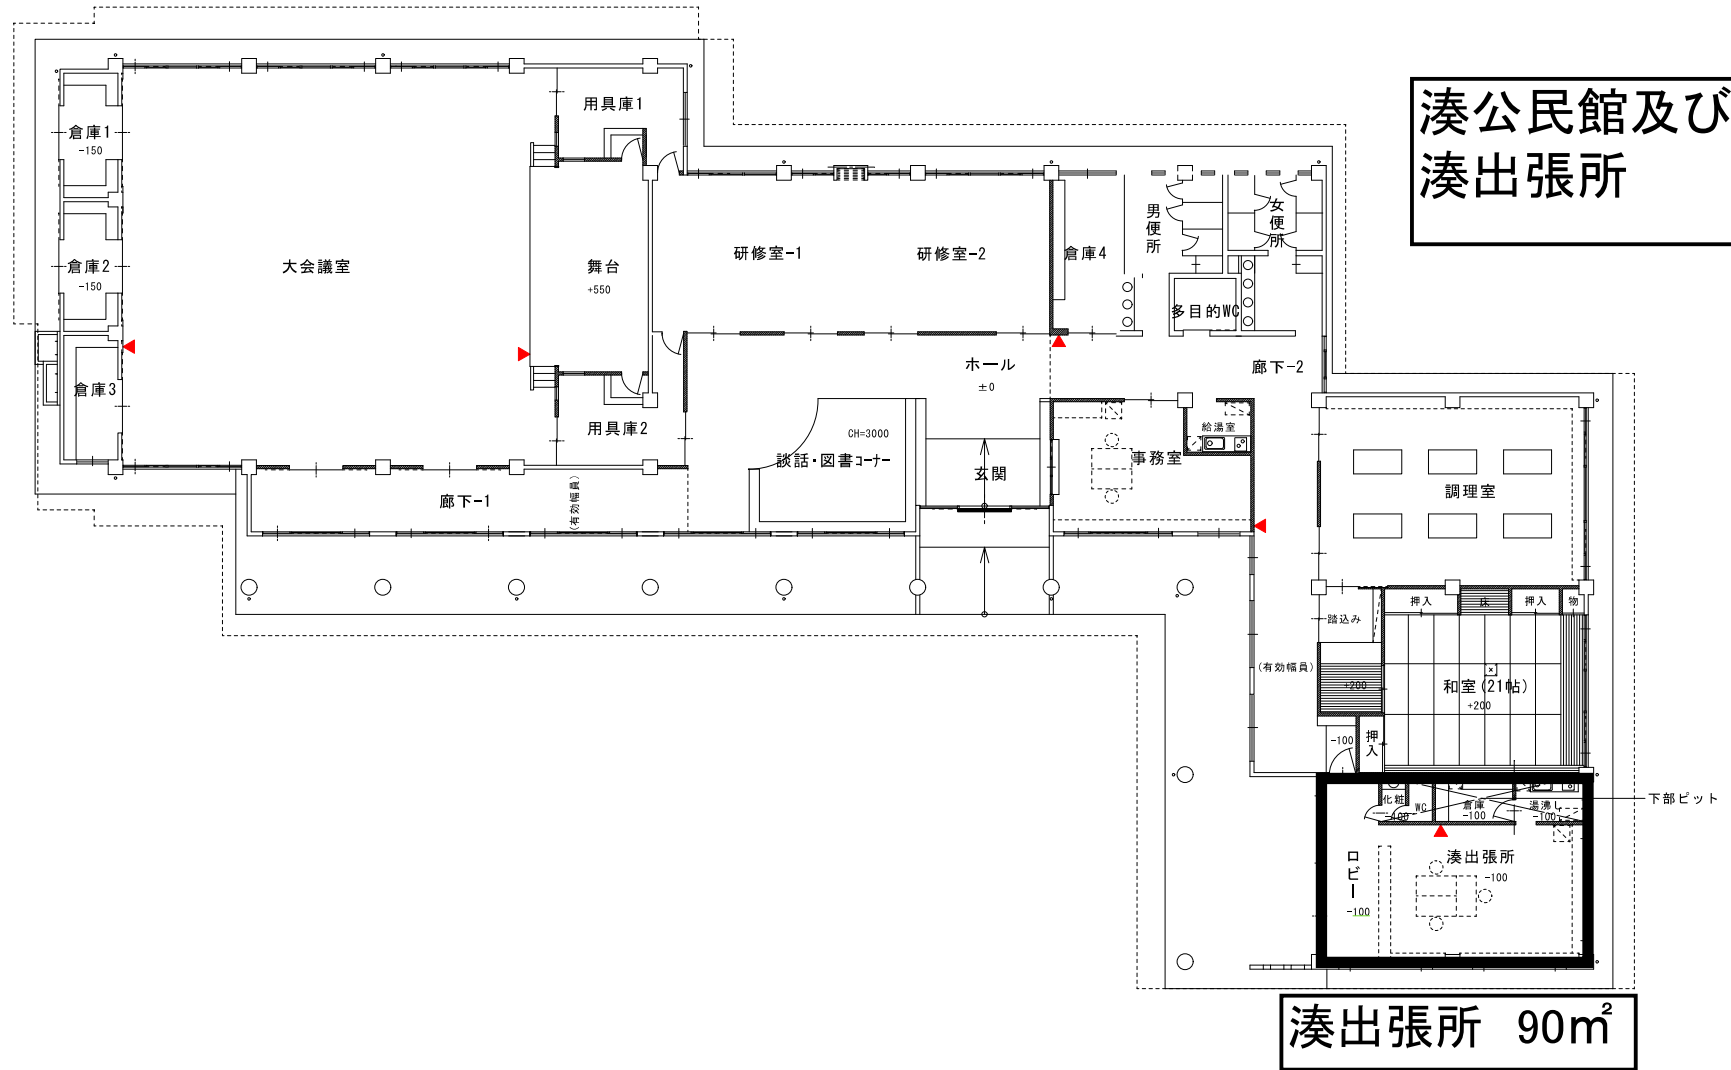 湊公民館及び
湊出張所
用具庫1
倉庫1
-150
倉庫2
-150
大会議室
舞台
+550
研修室-1
研修室-2
倉庫4
男便所
女便所
多目的WC
倉庫3
ホール
±0
廊下-2
用具庫2
CH=3000
談話・図書コーナー
玄関
給湯室
事務室
調理室
廊下-1
(有効幅員)
押入
床
押入
物
踏込み
(有効幅員)
+200
和室(21帖)
+200
-100
押入
下部ピット
化粧
-100
WC
倉庫
-100
湯沸し
-100
ロビー
-100
湊出張所
-100
湊出張所 90㎡